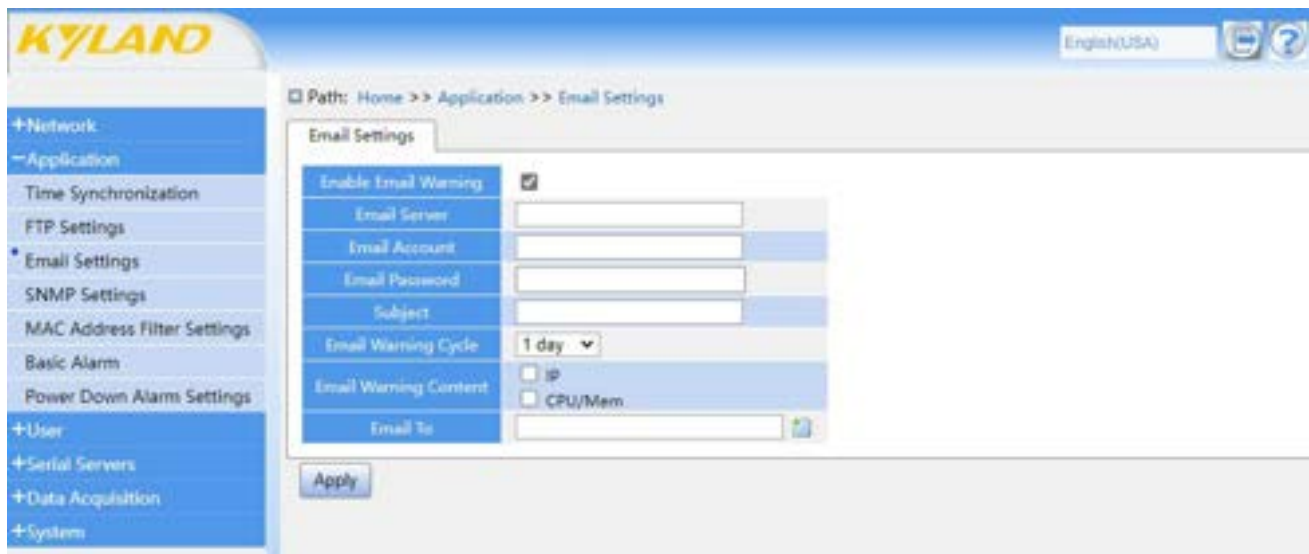 KYLAND
English(USA)
Path: Home >> Application >> Email Settings
+Network
−Application
Time Synchronization
FTP Settings
Email Settings
SNMP Settings
MAC Address Filter Settings
Basic Alarm
Power Down Alarm Settings
+User
+Serial Servers
+Data Acquisition
+System
Email Settings
Enable Email Warning
Email Server
Email Account
Email Password
Subject
Email Warning Cycle 1 day
Email Warning Content IP
CPU/Mem
Email To
Apply